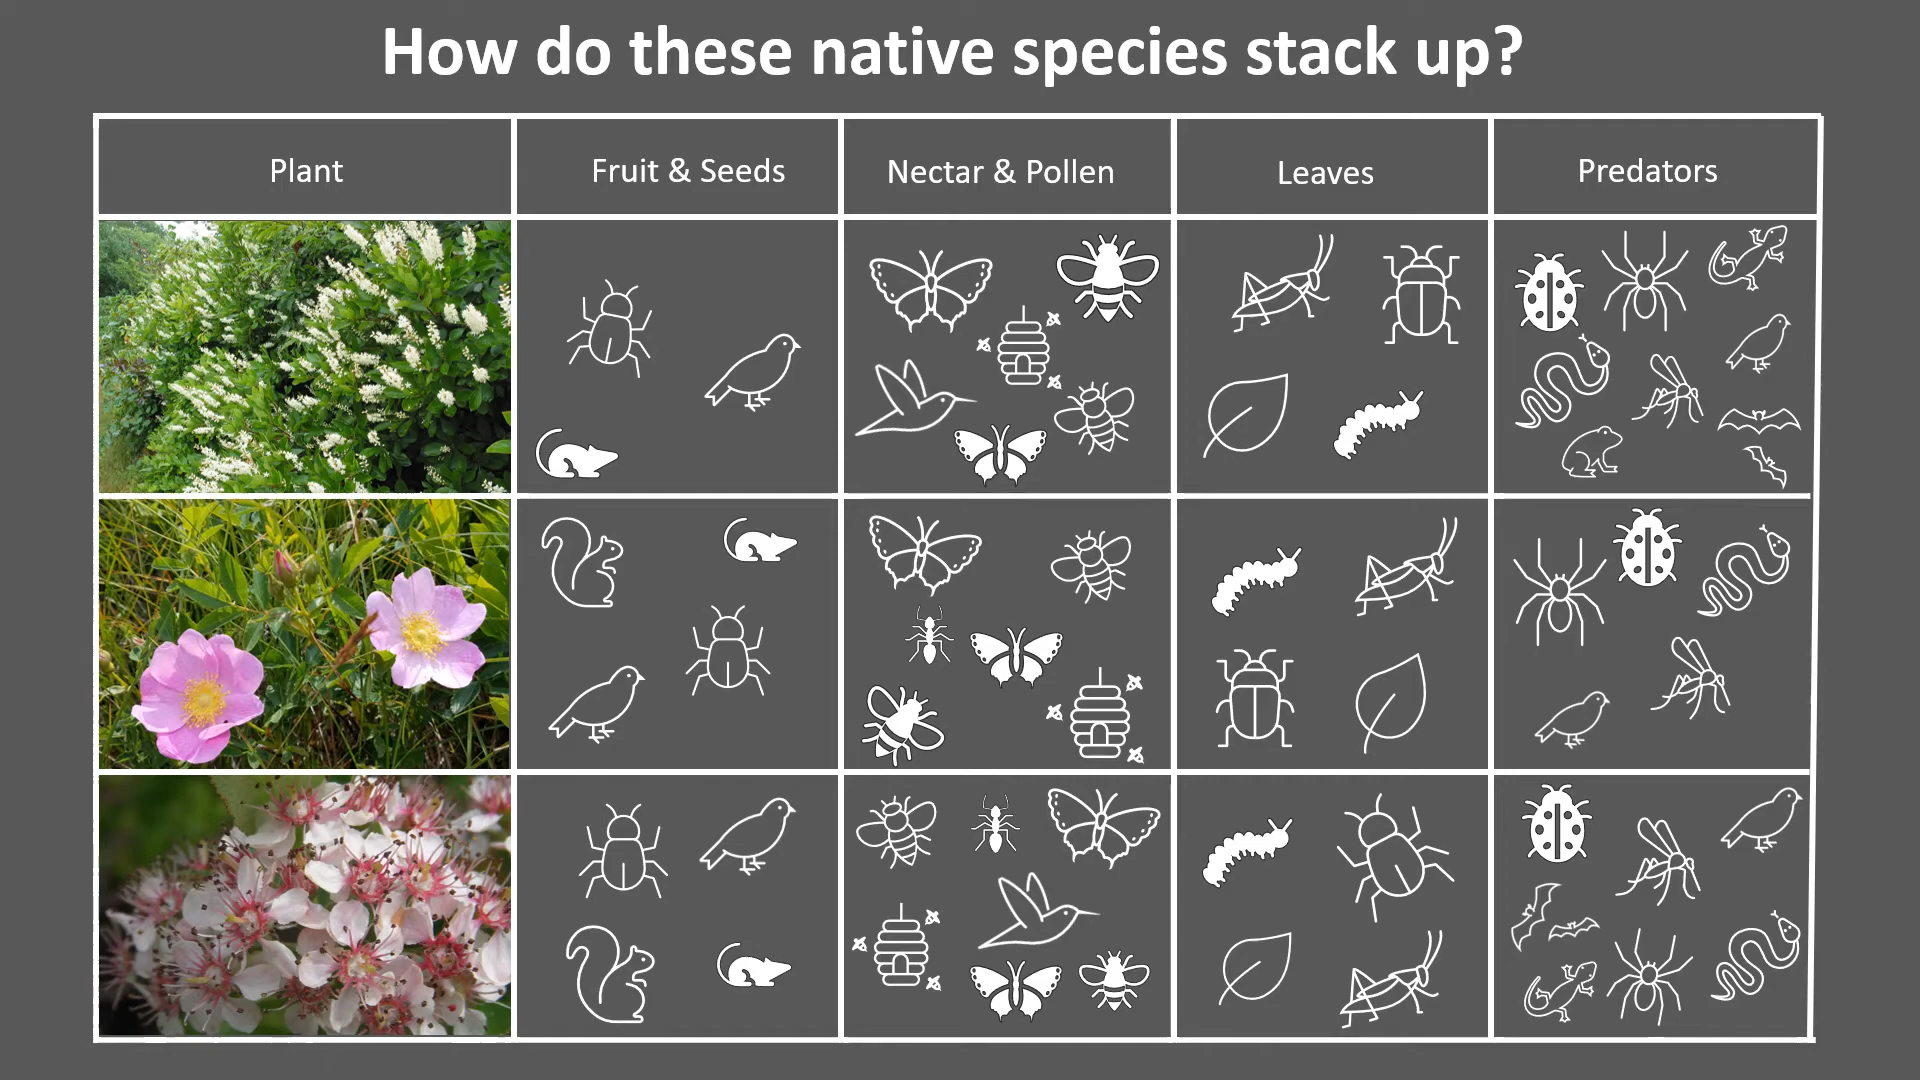 How do these native species stack up?
Plant
Fruit & Seeds
Nectar & Pollen
Leaves
Predators